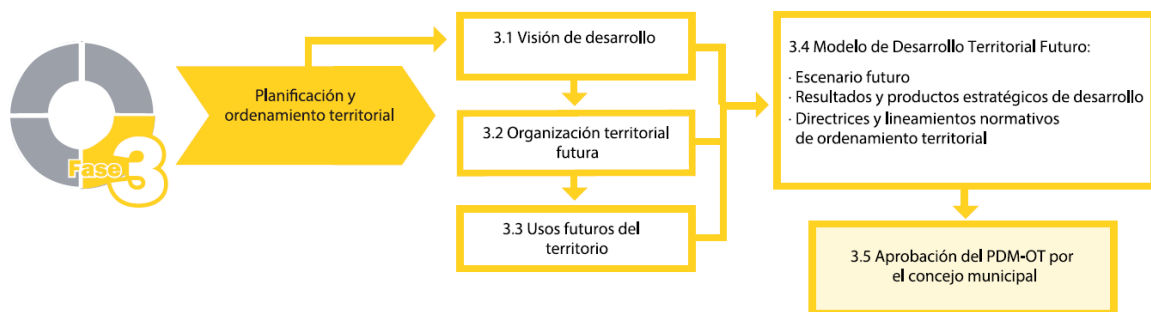 Fase 3
Planificación y
ordenamiento territorial
3.1 Visión de desarrollo
3.2 Organización territorial
futura
3.3 Usos futuros del
territorio
3.4 Modelo de Desarrollo Territorial Futuro:
· Escenario futuro
· Resultados y productos estratégicos de desarrollo
· Directrices y lineamientos normativos
de ordenamiento territorial
3.5 Aprobación del PDM-OT por
el concejo municipal